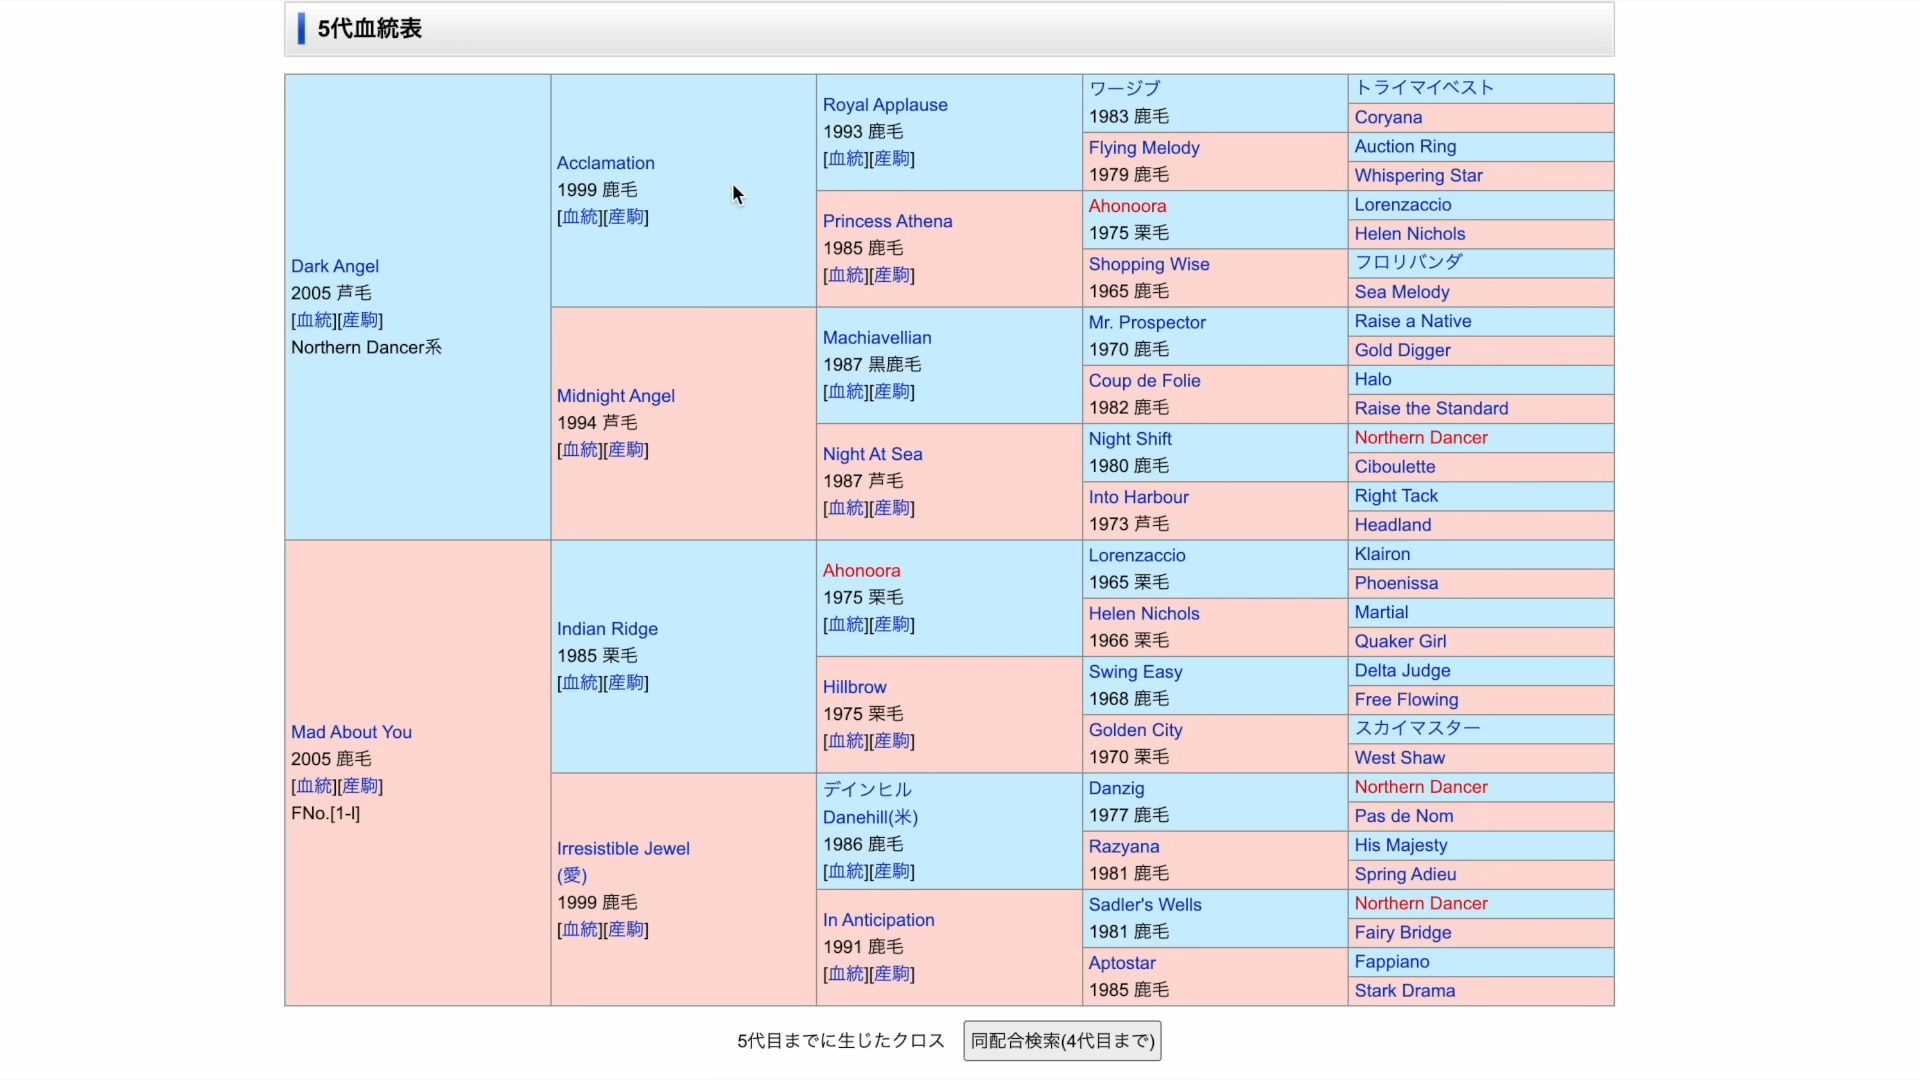 5代血統表
Dark Angel
2005 芦毛
[血統][産駒]
Northern Dancer系
Acclamation
1999 鹿毛
[血統][産駒]
Royal Applause
1993 鹿毛
[血統][産駒]
ワージブ
1983 鹿毛
トライマイベスト
Coryana
Flying Melody
1979 鹿毛
Auction Ring
Whispering Star
Princess Athena
1985 鹿毛
[血統][産駒]
Ahonoora
1975 栗毛
Lorenzaccio
Helen Nichols
Shopping Wise
1965 鹿毛
フロリバンダ
Sea Melody
Midnight Angel
1994 芦毛
[血統][産駒]
Machiavellian
1987 黒鹿毛
[血統][産駒]
Mr. Prospector
1970 鹿毛
Raise a Native
Gold Digger
Coup de Folie
1982 鹿毛
Halo
Raise the Standard
Night At Sea
1987 芦毛
[血統][産駒]
Night Shift
1980 鹿毛
Northern Dancer
Ciboulette
Into Harbour
1973 芦毛
Right Tack
Headland
Mad About You
2005 鹿毛
[血統][産駒]
FNo.[1-l]
Indian Ridge
1985 栗毛
[血統][産駒]
Ahonoora
1975 栗毛
[血統][産駒]
Lorenzaccio
1965 栗毛
Klairon
Phoenissa
Helen Nichols
1966 栗毛
Martial
Quaker Girl
Hillbrow
1975 栗毛
[血統][産駒]
Swing Easy
1968 鹿毛
Delta Judge
Free Flowing
Golden City
1970 栗毛
スカイマスター
West Shaw
Irresistible Jewel
(愛)
1999 鹿毛
[血統][産駒]
デインヒル
Danehill(米)
1986 鹿毛
[血統][産駒]
Danzig
1977 鹿毛
Northern Dancer
Pas de Nom
Razyana
1981 鹿毛
His Majesty
Spring Adieu
In Anticipation
1991 鹿毛
[血統][産駒]
Sadler's Wells
1981 鹿毛
Northern Dancer
Fairy Bridge
Aptostar
1985 鹿毛
Fappiano
Stark Drama
5代目までに生じたクロス 同配合検索(4代目まで)